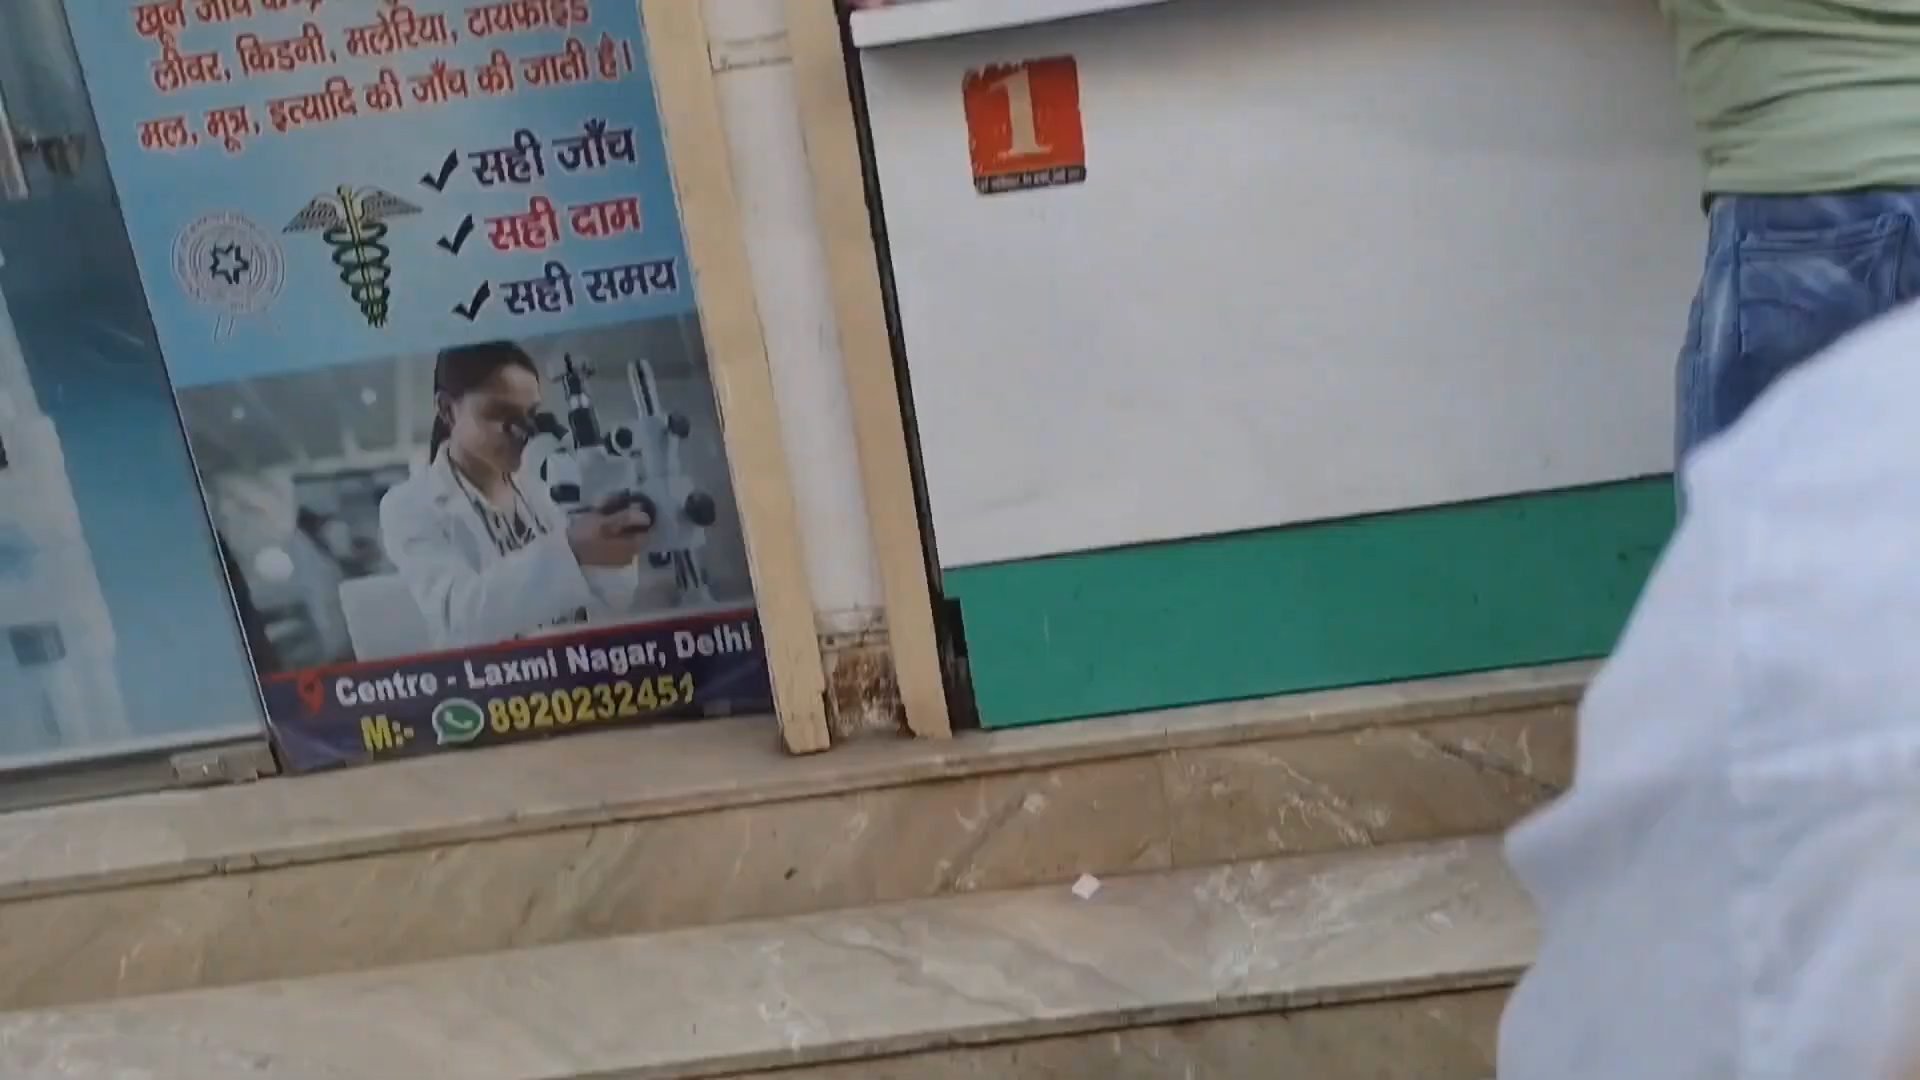 खून जाँच
लीवर, किडनी, मलेरिया, टायफाइड
मल, मूत्र, इत्यादि की जाँच की जाती है।
सही जाँच
सही दाम
सही समय
Centre - Laxmi Nagar, Delhi
M:- 8920232451
1